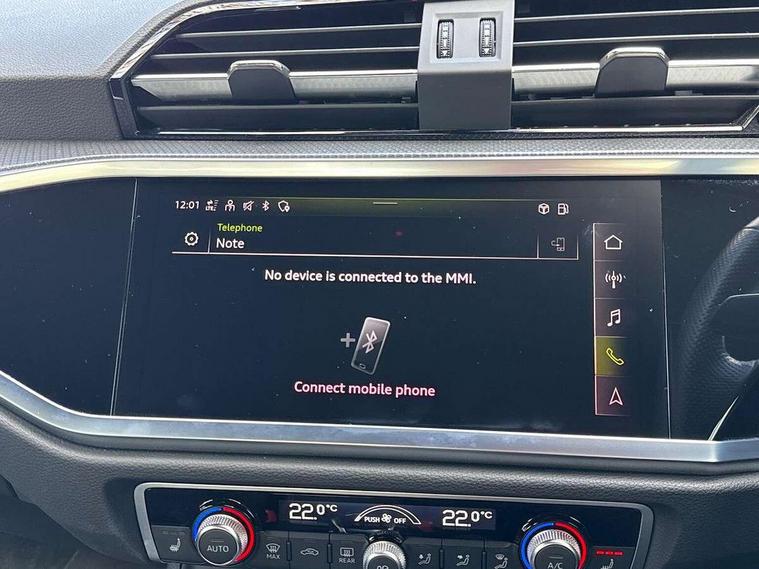 12:01 LTE
Telephone
Note
No device is connected to the MMI.
Connect mobile phone
22.0°C PUSH OFF 22.0°C
AUTO MAX REAR A/C